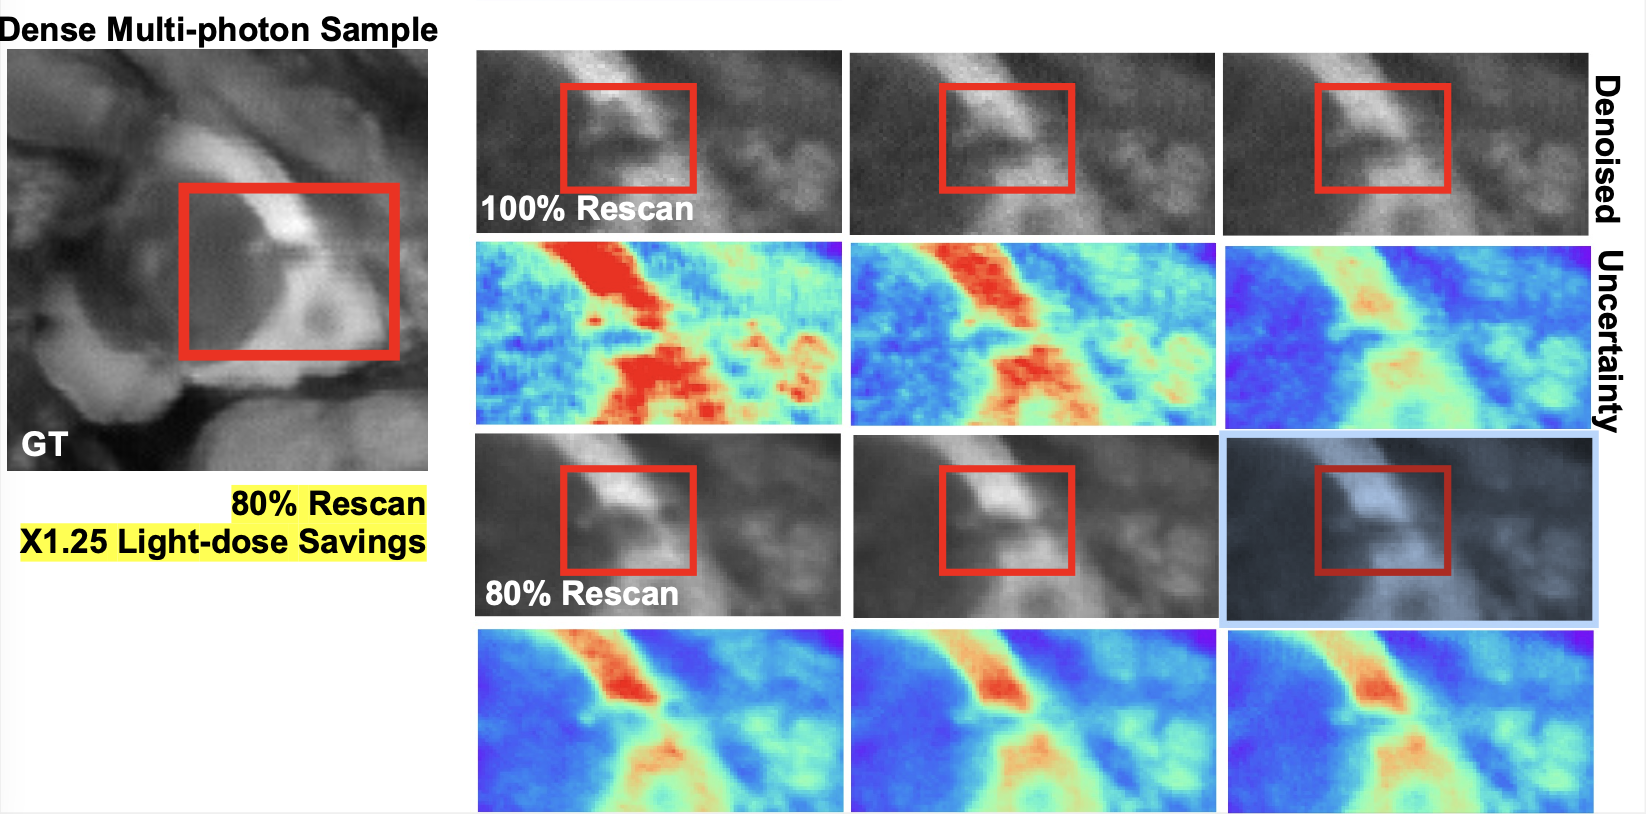 Dense Multi-photon Sample
GT
80% Rescan
X1.25 Light-dose Savings
100% Rescan
Denoised
Uncertainty
80% Rescan